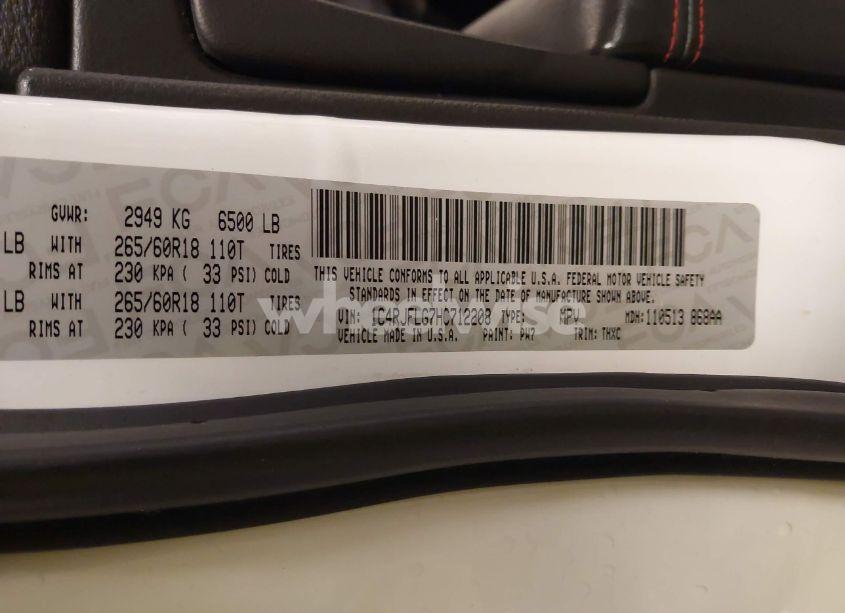 GVWR: 2949 KG 6500 LB
LB WITH 265/60R18 110T TIRES
RIMS AT 230 KPA ( 33 PSI) COLD
LB WITH 265/60R18 110T TIRES
RIMS AT 230 KPA ( 33 PSI) COLD
THIS VEHICLE CONFORMS TO ALL APPLICABLE U.S.A. FEDERAL MOTOR VEHICLE SAFETY
STANDARDS IN EFFECT ON THE DATE OF MANUFACTURE SHOWN ABOVE.
VIN: 1C4RJFLG7HC712208 TYPE: MPV MDH: 110513 868AA
VEHICLE MADE IN U.S.A. PAINT: PW7 TRIM: TMXC